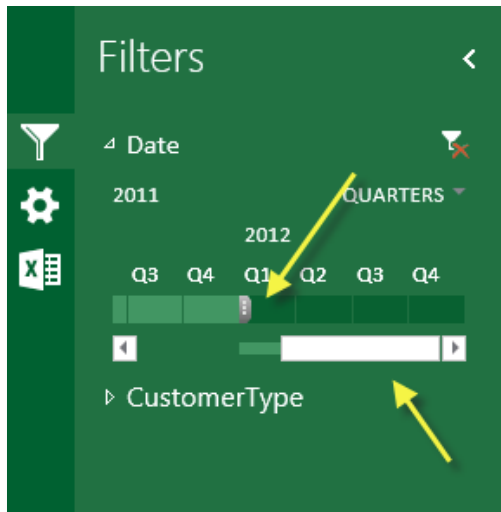 Filters
Date
2011 QUARTERS
2012
Q3 Q4 Q1 Q2 Q3 Q4
CustomerType